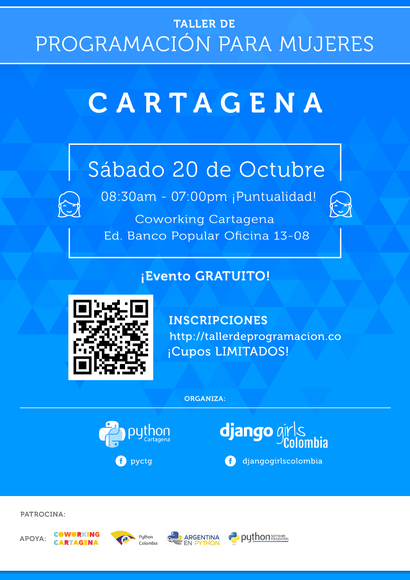 TALLER DE
PROGRAMACIÓN PARA MUJERES
CARTAGENA
Sábado 20 de Octubre
08:30am - 07:00pm ¡Puntualidad!
Coworking Cartagena
Ed. Banco Popular Oficina 13-08
¡Evento GRATUITO!
INSCRIPCIONES
http://tallerdeprogramacion.co
¡Cupos LIMITADOS!
ORGANIZA:
python
Cartagena
pyctg
django girls
Colombia
djangogirlscolombia
PATROCINA:
APOYA:
COWORKING
CARTAGENA
Python
Colombia
ARGENTINA
EN PYTHON
python